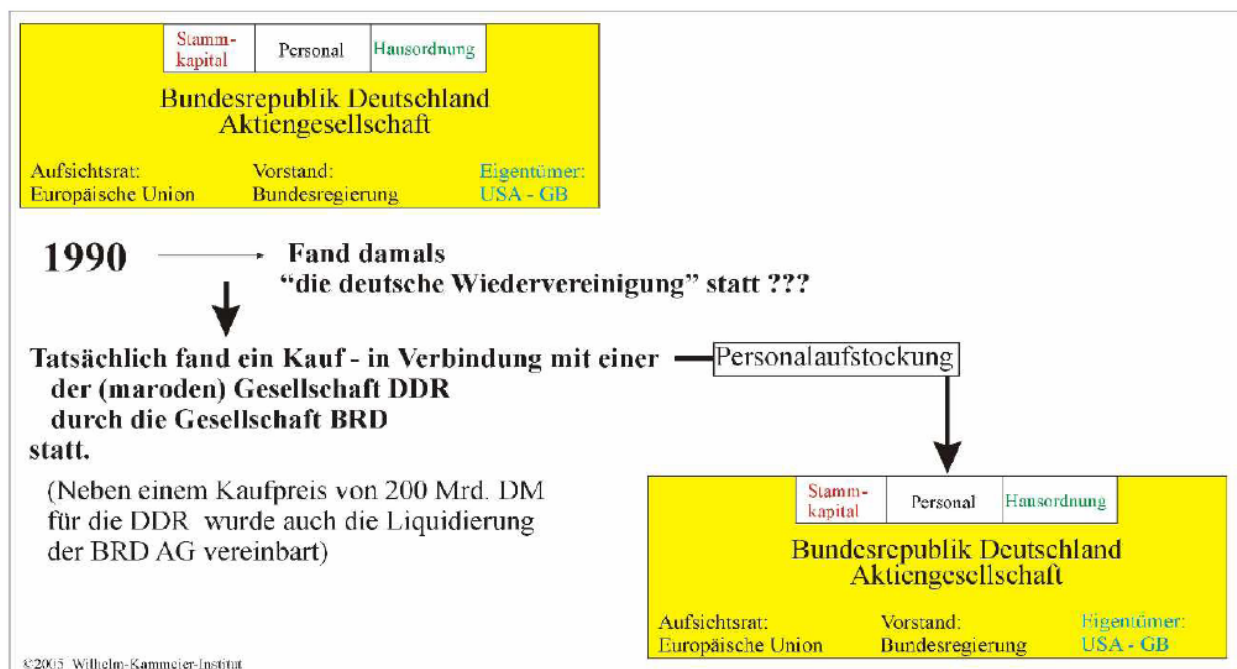 Stamm-
kapital
Personal
Hausordnung
Bundesrepublik Deutschland
Aktiengesellschaft
Aufsichtsrat:
Europäische Union
Vorstand:
Bundesregierung
Eigentümer:
USA - GB
1990
Fand damals
“die deutsche Wiedervereinigung” statt ???
Tatsächlich fand ein Kauf - in Verbindung mit einer
Personalaufstockung
der (maroden) Gesellschaft DDR
durch die Gesellschaft BRD
statt.
(Neben einem Kaufpreis von 200 Mrd. DM
für die DDR wurde auch die Liquidierung
der BRD AG vereinbart)
Stamm-
kapital
Personal
Hausordnung
Bundesrepublik Deutschland
Aktiengesellschaft
Aufsichtsrat:
Europäische Union
Vorstand:
Bundesregierung
Eigentümer:
USA - GB
©2005 Wilhelm-Kammeier-Institut